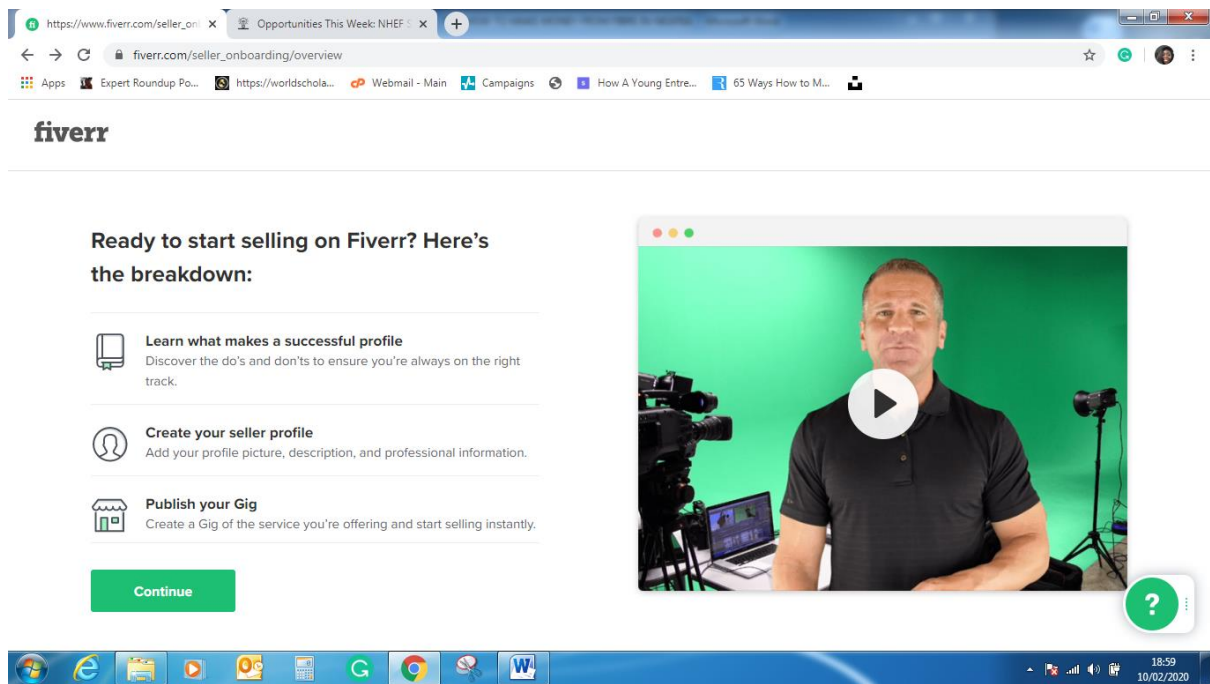 https://www.fiverr.com/seller_on
Opportunities This Week: NHEF S
fiverr.com/seller_onboarding/overview
Apps
Expert Roundup Po...
https://worldschola...
Webmail - Main
Campaigns
How A Young Entre...
65 Ways How to M...
fiverr
Ready to start selling on Fiverr? Here's
the breakdown:
Learn what makes a successful profile
Discover the do's and don'ts to ensure you're always on the right
track.
Create your seller profile
Add your profile picture, description, and professional information.
Publish your Gig
Create a Gig of the service you're offering and start selling instantly.
Continue
?
18:59
10/02/2020